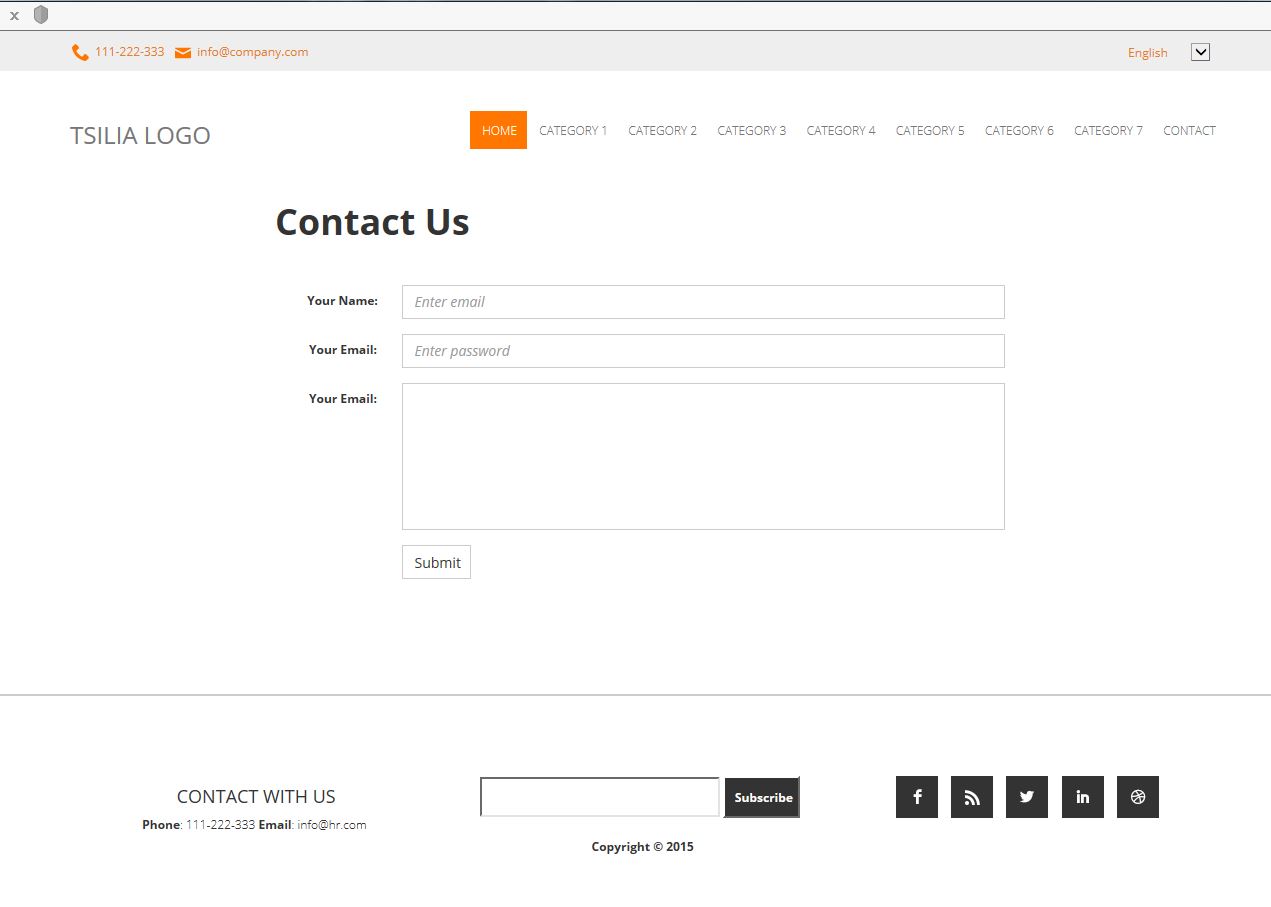 x
111-222-333 info@company.com English
TSILIA LOGO
HOME CATEGORY 1 CATEGORY 2 CATEGORY 3 CATEGORY 4 CATEGORY 5 CATEGORY 6 CATEGORY 7 CONTACT
Contact Us
Your Name: Enter email
Your Email: Enter password
Your Email:
Submit
CONTACT WITH US
Phone: 111-222-333 Email: info@hr.com
Subscribe
Copyright © 2015